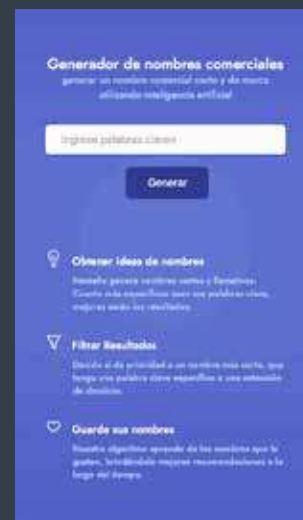 Generador de nombres comerciales
generar un nombre comercial corto y de marca
utilizando inteligencia artificial
Ingrese palabras claves
Generar
Obtener ideas de nombres
Namelix genera nombres cortos y llamativos.
Cuanto más específicas sean sus palabras clave,
mejores serán los resultados.
Filtrar Resultados
Decida si da prioridad a un nombre más corto, que
tenga una palabra clave específica o una extensión
de dominio.
Guarde sus nombres
Nuestro algoritmo aprende de los nombres que le
gustan, brindándole mejores recomendaciones a lo
largo del tiempo.